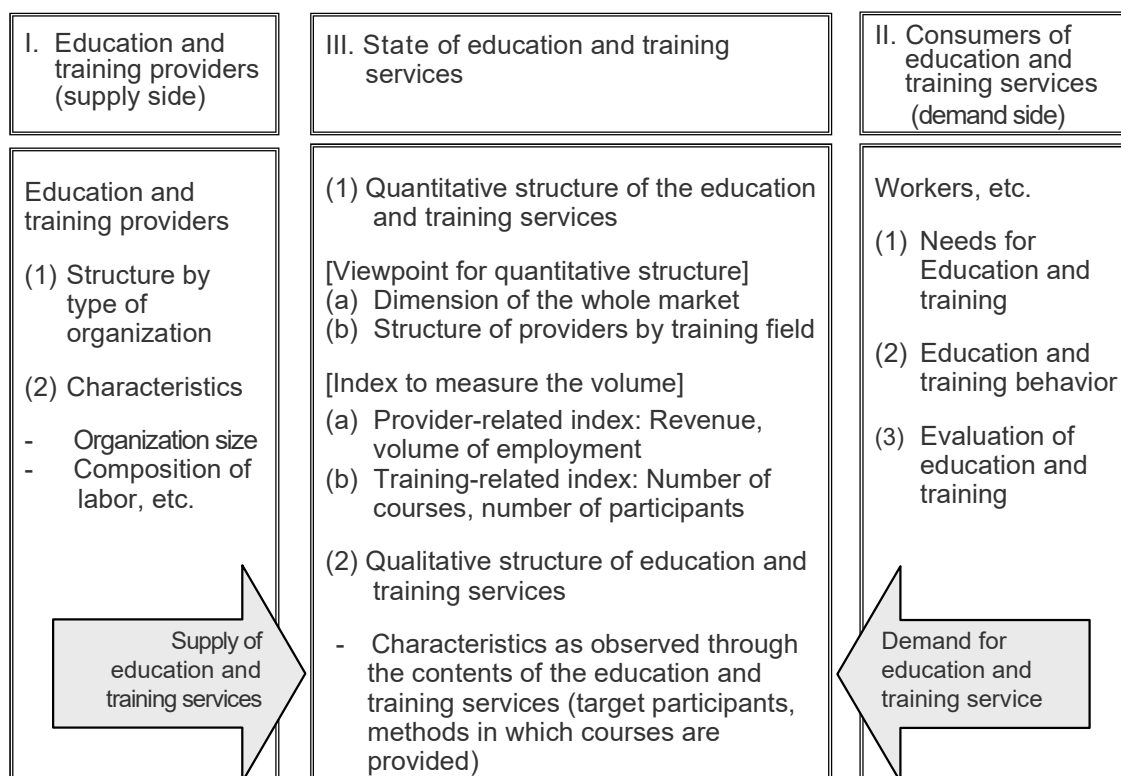 I. Education and
training providers
(supply side)
III. State of education and training
services
II. Consumers of
education and
training services
(demand side)
Education and
training providers
(1) Structure by
type of
organization
(2) Characteristics
- Organization size
- Composition of
labor, etc.
Supply of
education and
training services
(1) Quantitative structure of the education
and training services
[Viewpoint for quantitative structure]
(a) Dimension of the whole market
(b) Structure of providers by training field
[Index to measure the volume]
(a) Provider-related index: Revenue,
volume of employment
(b) Training-related index: Number of
courses, number of participants
(2) Qualitative structure of education and
training services
- Characteristics as observed through
the contents of the education and
training services (target participants,
methods in which courses are
provided)
Workers, etc.
(1) Needs for
Education and
training
(2) Education and
training behavior
(3) Evaluation of
education and
training
Demand for
education and
training service